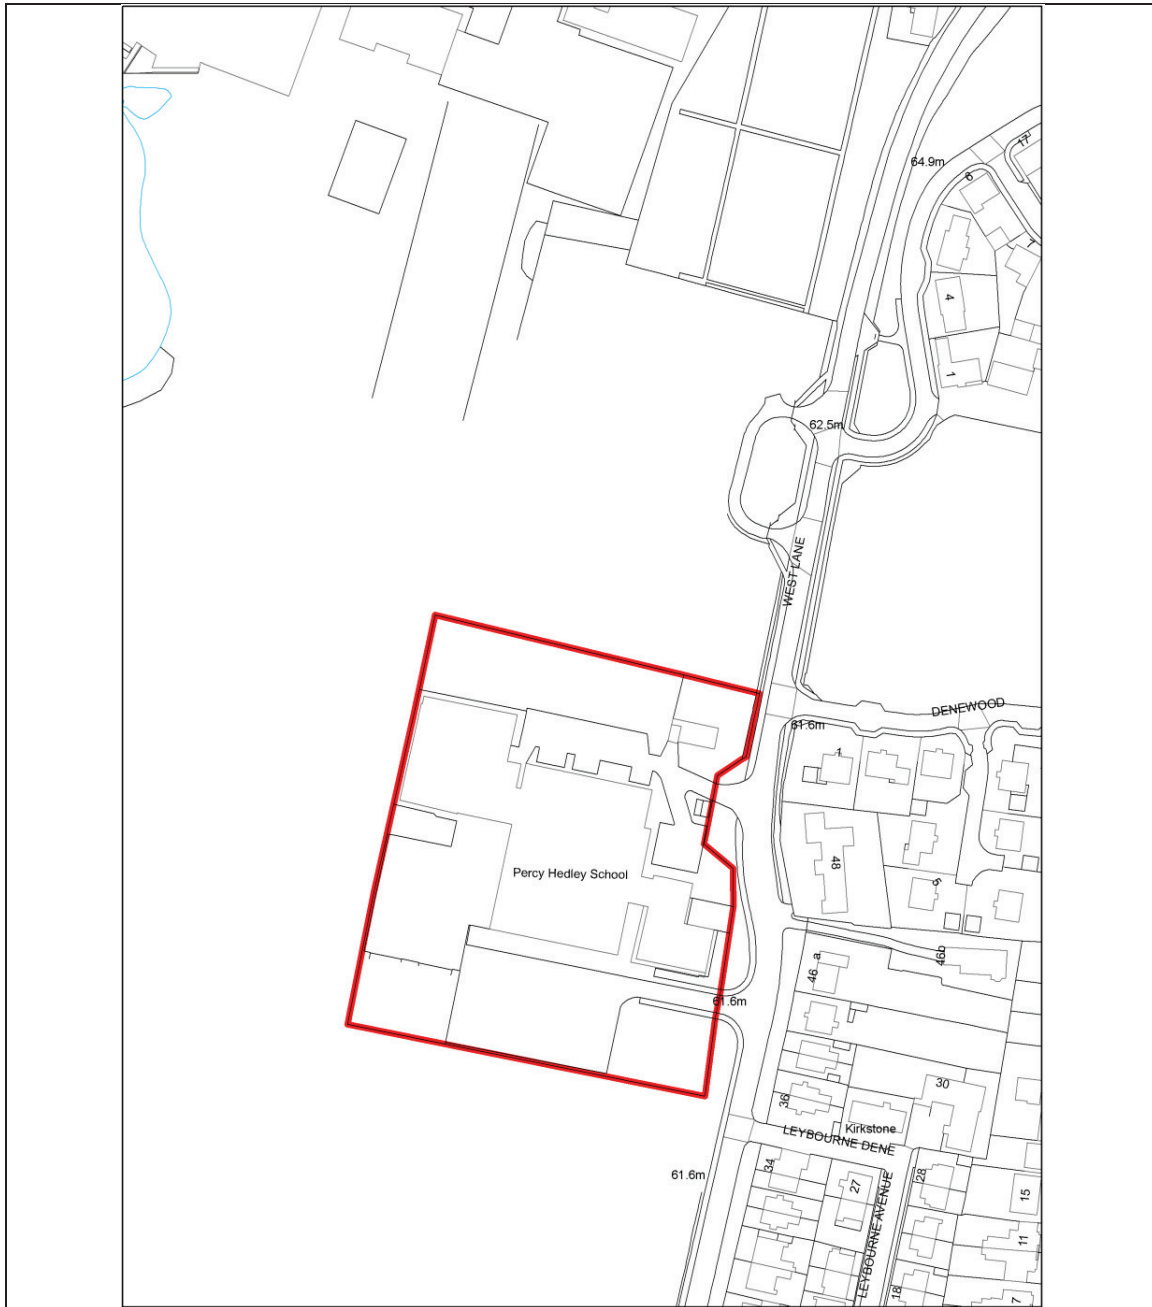 17
64.9m
8
7
4
1
62.5m
WEST LANE
DENEWOOD
61.6m
1
48
5
Percy Hedley School
46b
46 a
61.6m
36
30
Kirkstone
LEYBOURNE DENE
34
61.6m
27
28
15
LEYBOURNE AVENUE
11
18
7